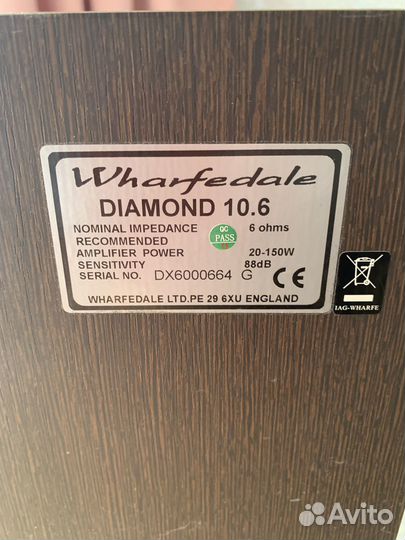 Wharfedale
DIAMOND 10.6
NOMINAL IMPEDANCE 6 ohms
RECOMMENDED
AMPLIFIER POWER 20-150W
SENSITIVITY 88dB
SERIAL NO. DX6000664 G CE
WHARFEDALE LTD.PE 29 6XU ENGLAND
QC
PASS
IAG-WHARFE
Avito